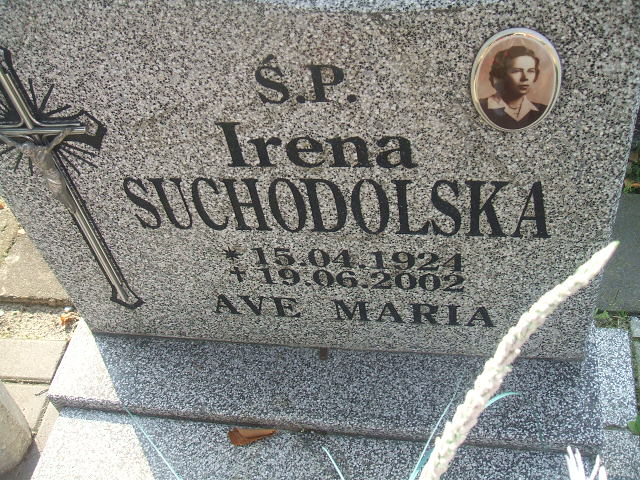 Ś.P.
Irena
SUCHODOLSKA
* 15.04.1924
† 19.06.2002
AVE MARIA